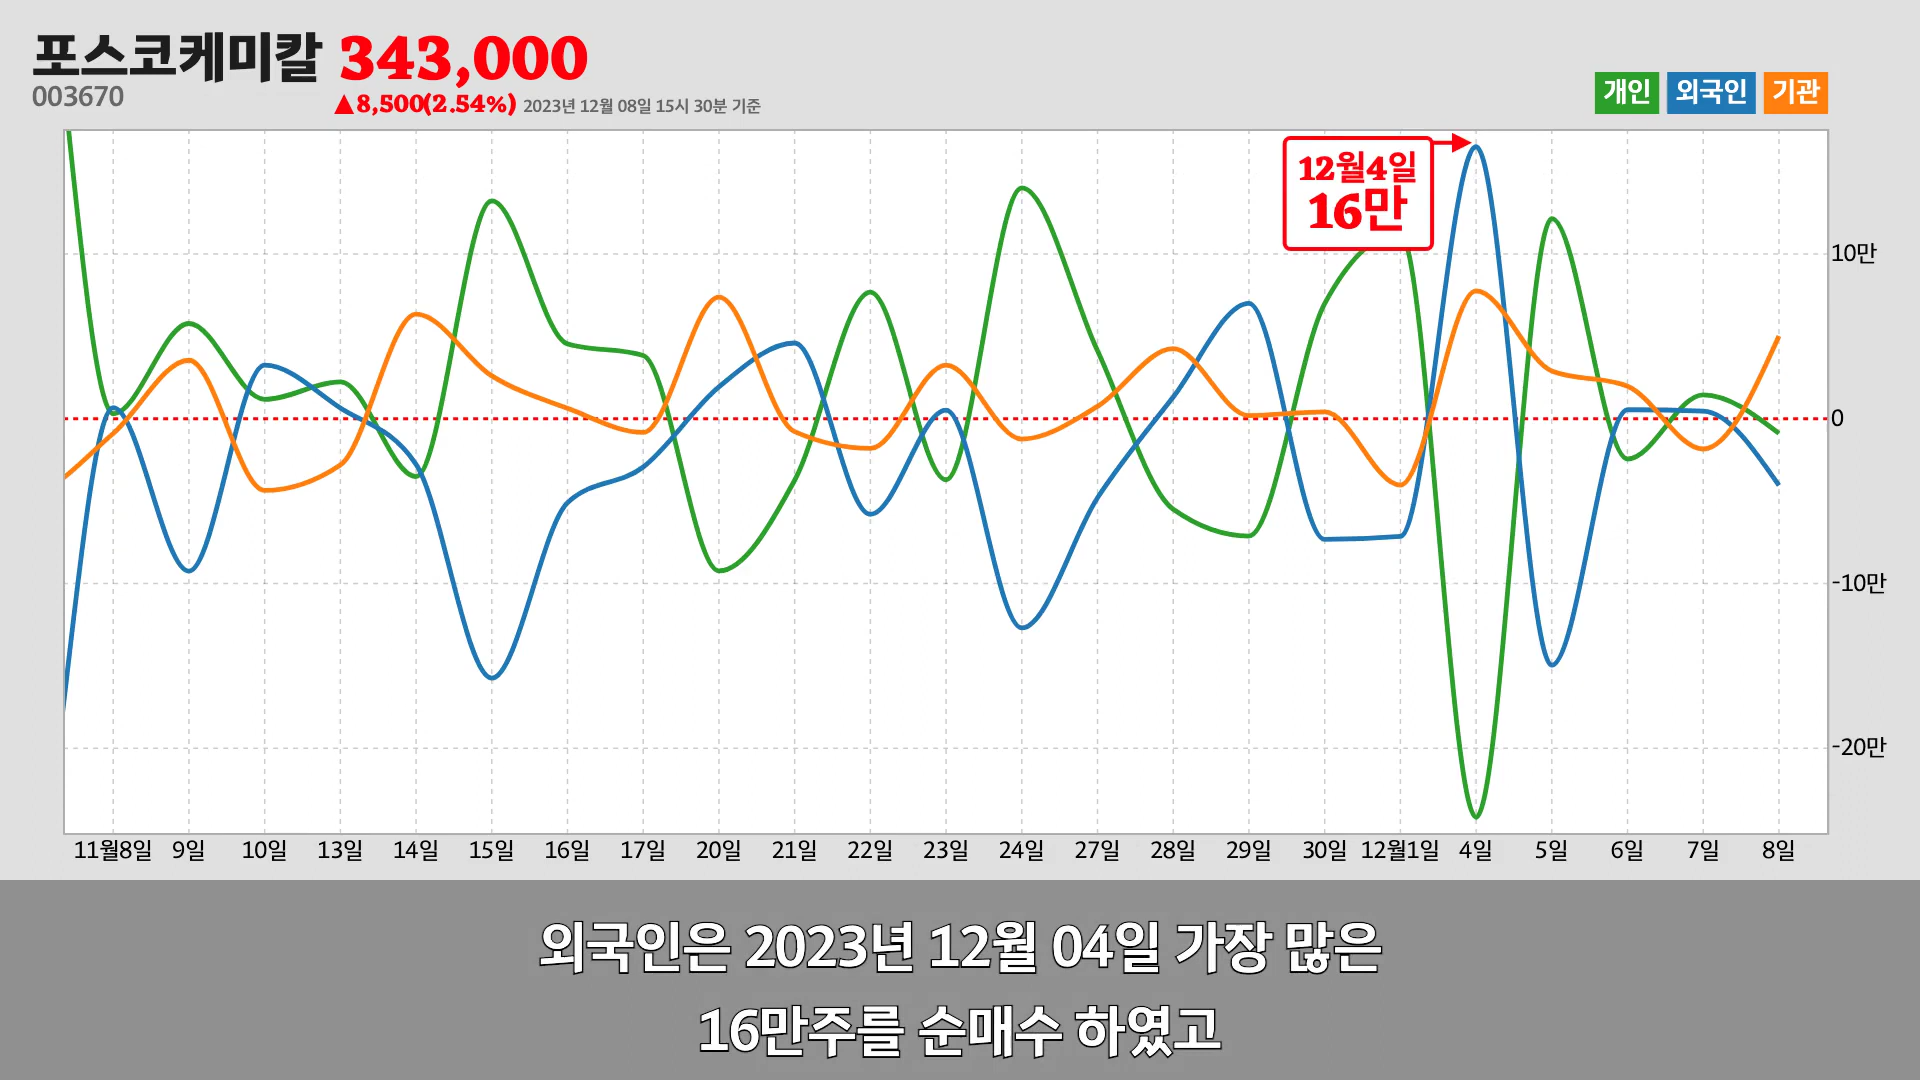 포스코케미칼 343,000
003670
▲8,500(2.54%) 2023년 12월 08일 15시 30분 기준
개인 외국인 기관
12월4일
16만
10만
0
-10만
-20만
11월8일 9일 10일 13일 14일 15일 16일 17일 20일 21일 22일 23일 24일 27일 28일 29일 30일 12월1일 4일 5일 6일 7일 8일
외국인은 2023년 12월 04일 가장 많은
16만주를 순매수 하였고